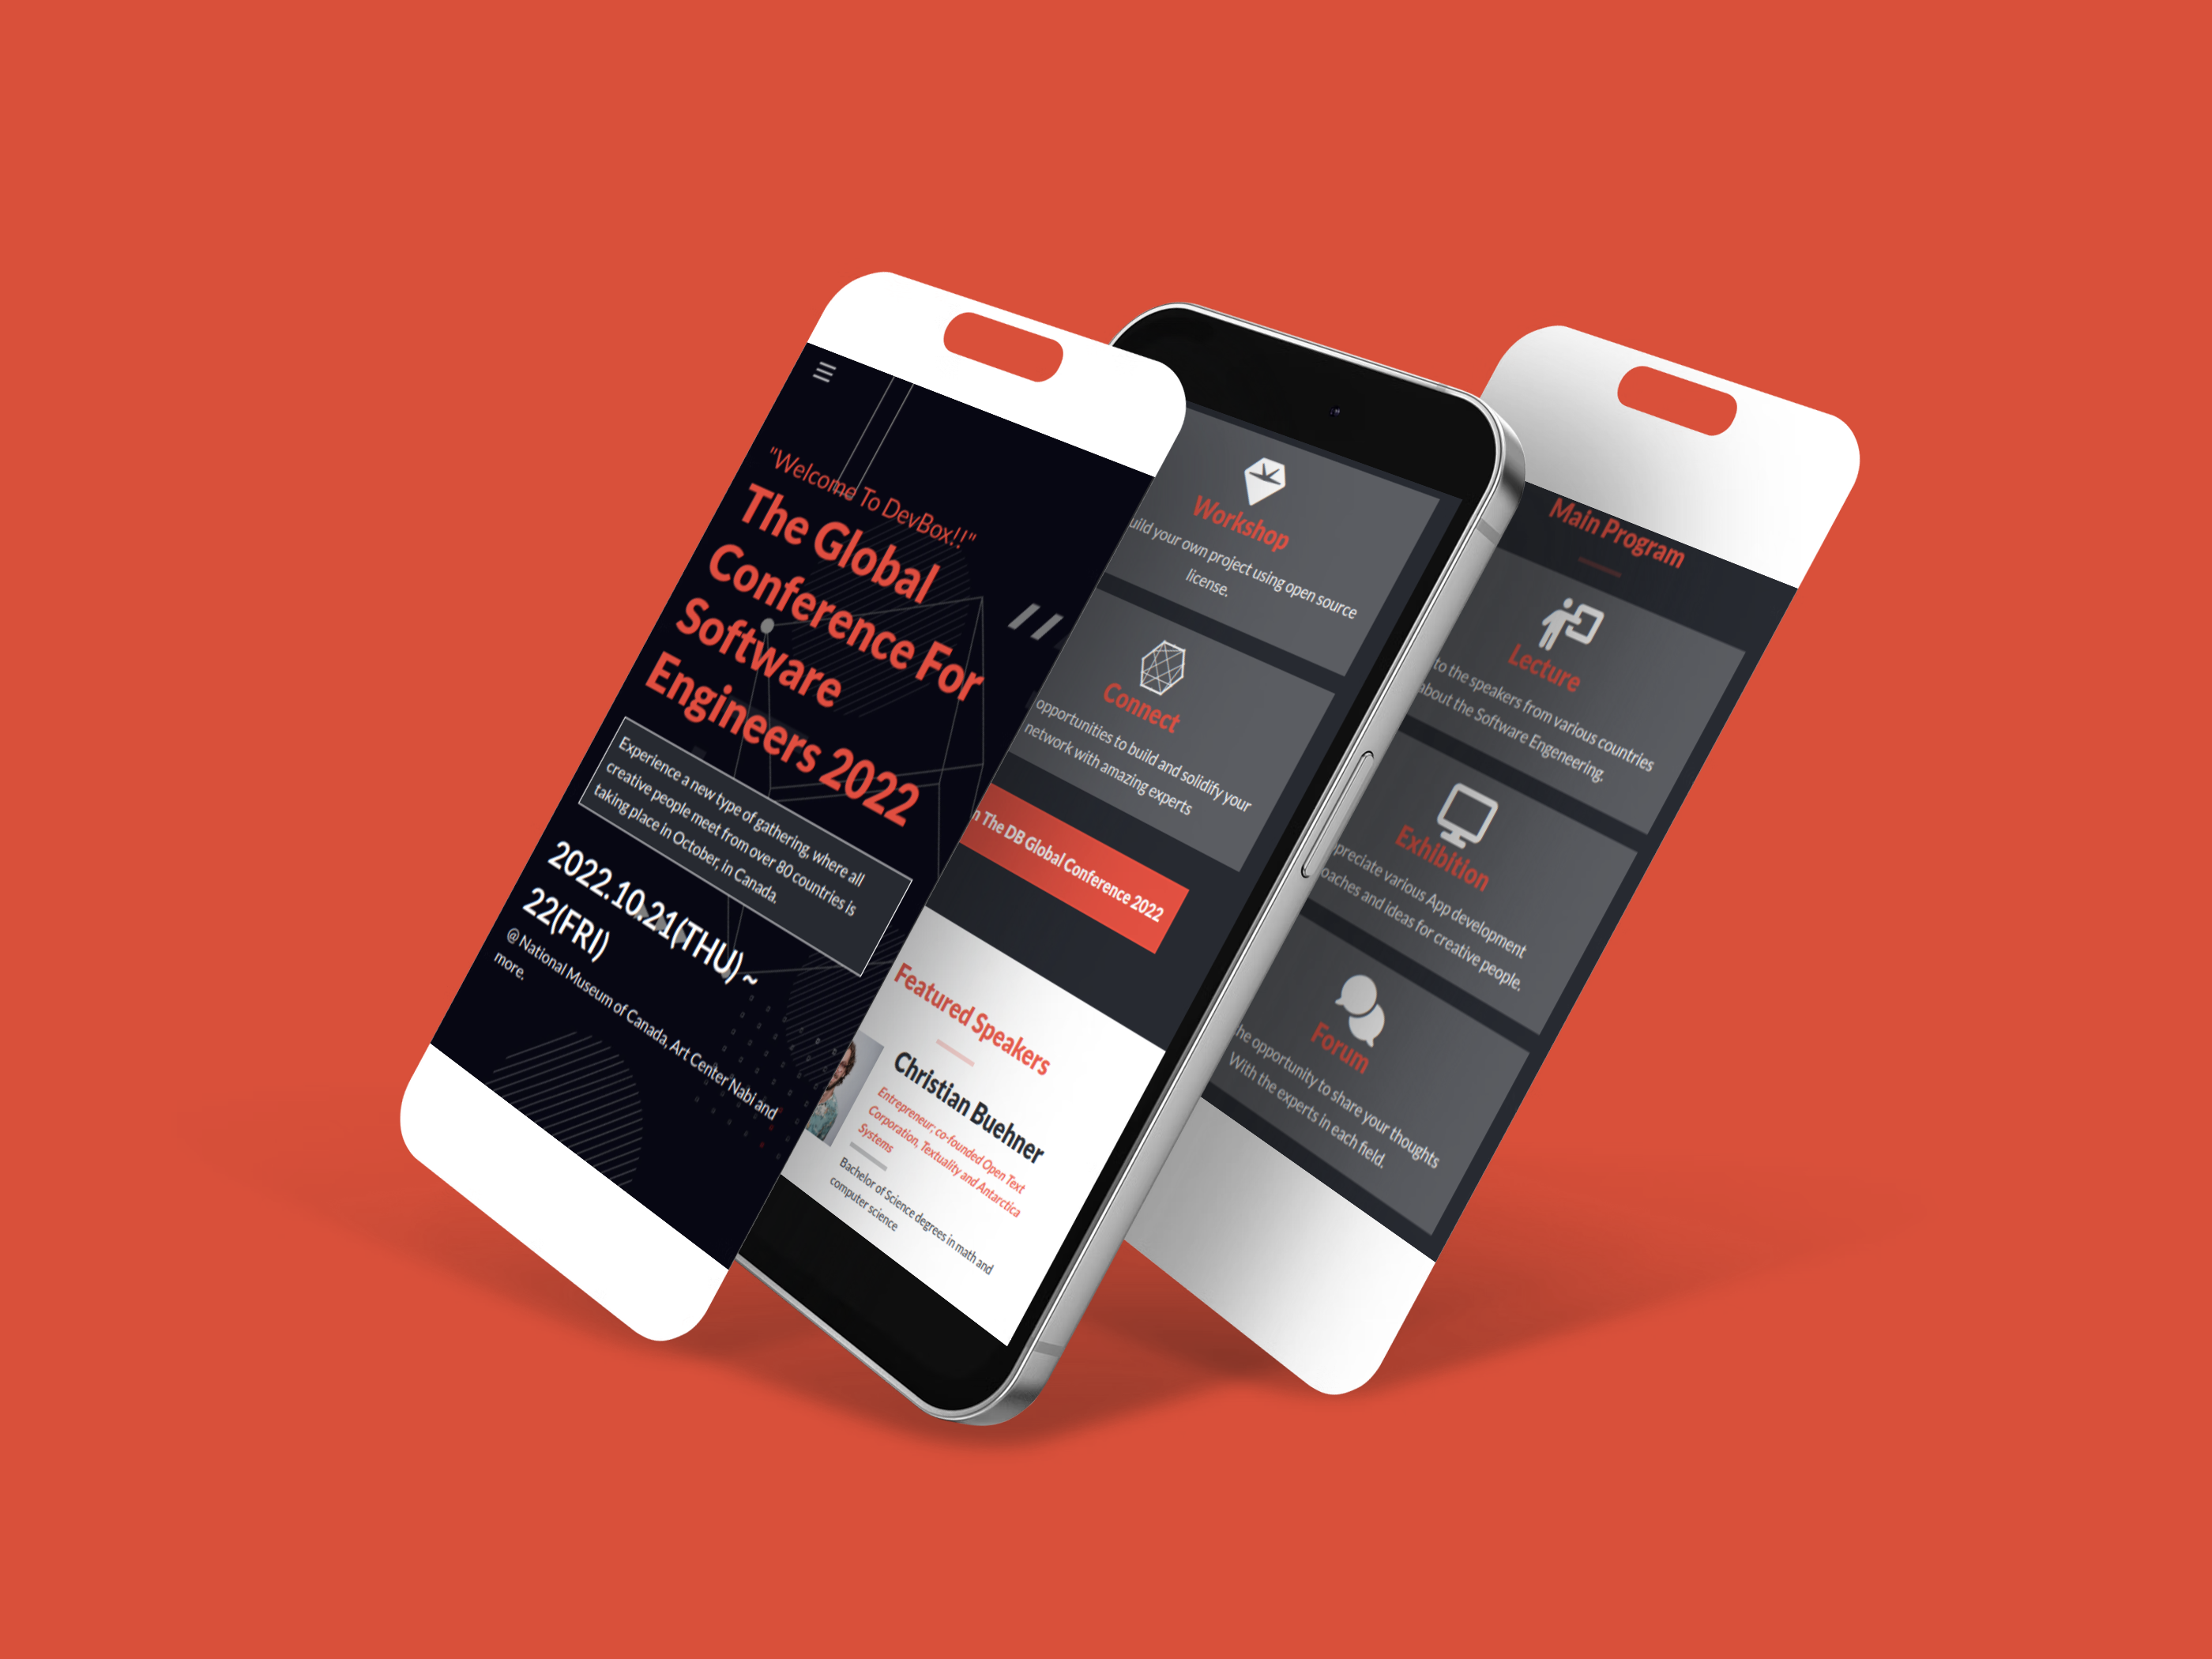 "Welcome To DevBox!!"
The Global
Conference For
Software
Engineers 2022
Experience a new type of gathering, where all
creative people meet from over 80 countries is
taking place in October, in Canada.
2022.10.21(THU) ~
22(FRI)
@ National Museum of Canada, Art Center Nabi and
more.
Workshop
your own project using open source
license.
Connect
opportunities to build and solidify your
network with amazing experts
The DB Global Conference 2022
Featured Speakers
Christian Buehner
Entrepreneur; co-founded Open Text
Corporation, Textuality and Antarctica
Systems
Bachelor of Science degrees in math and
computer science
Main Program
Lecture
to the speakers from various countries
about the Software Engeneering.
Exhibition
various App development
and ideas for creative people.
Forum
opportunity to share your thoughts
With the experts in each field.